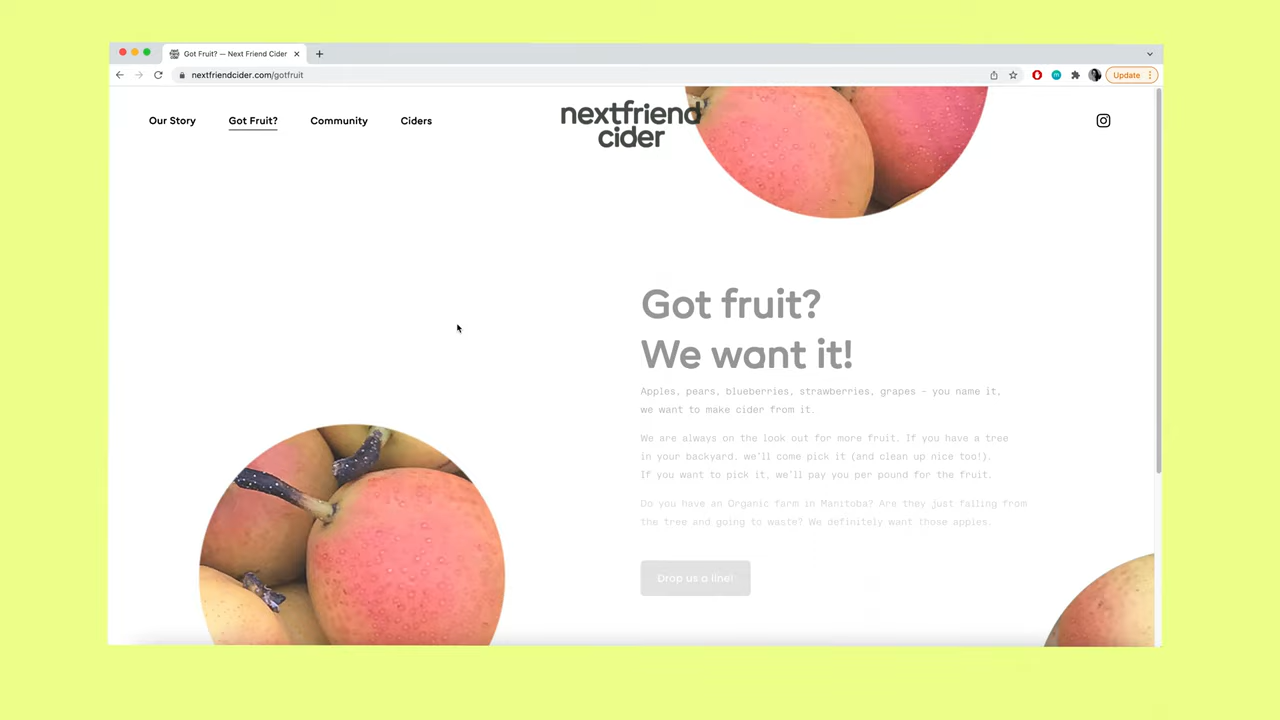 Got Fruit? — Next Friend Cider
nextfriendcider.com/gotfruit
Update
Our Story
Got Fruit?
Community
Ciders
nextfriend
cider
Got fruit?
We want it!
Apples, pears, blueberries, strawberries, grapes – you name it,
we want to make cider from it.
We are always on the look out for more fruit. If you have a tree
in your backyard, we'll come pick it (and clean up nice too!).
If you want to pick it, we'll pay you per pound for the fruit.
Do you have an Organic farm in Manitoba? Are they just falling from
the tree and going to waste? We definitely want those apples.
Drop us a line!